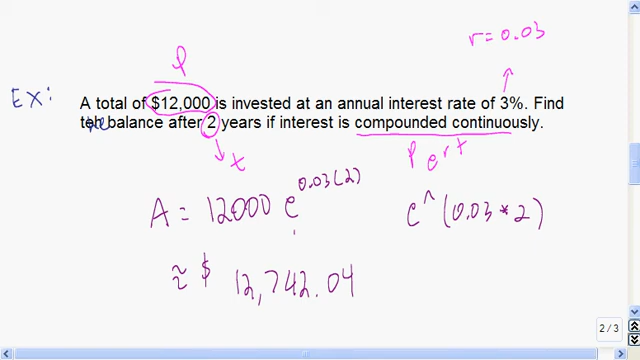 r = 0.03
P
Ex:
A total of $12,000 is invested at an annual interest rate of 3%. Find
the balance after 2 years if interest is compounded continuously.
t
P e^rt
A = 12000 e^0.03(2)
e^(0.03*2)
≈ $ 12,742.04
2 / 3